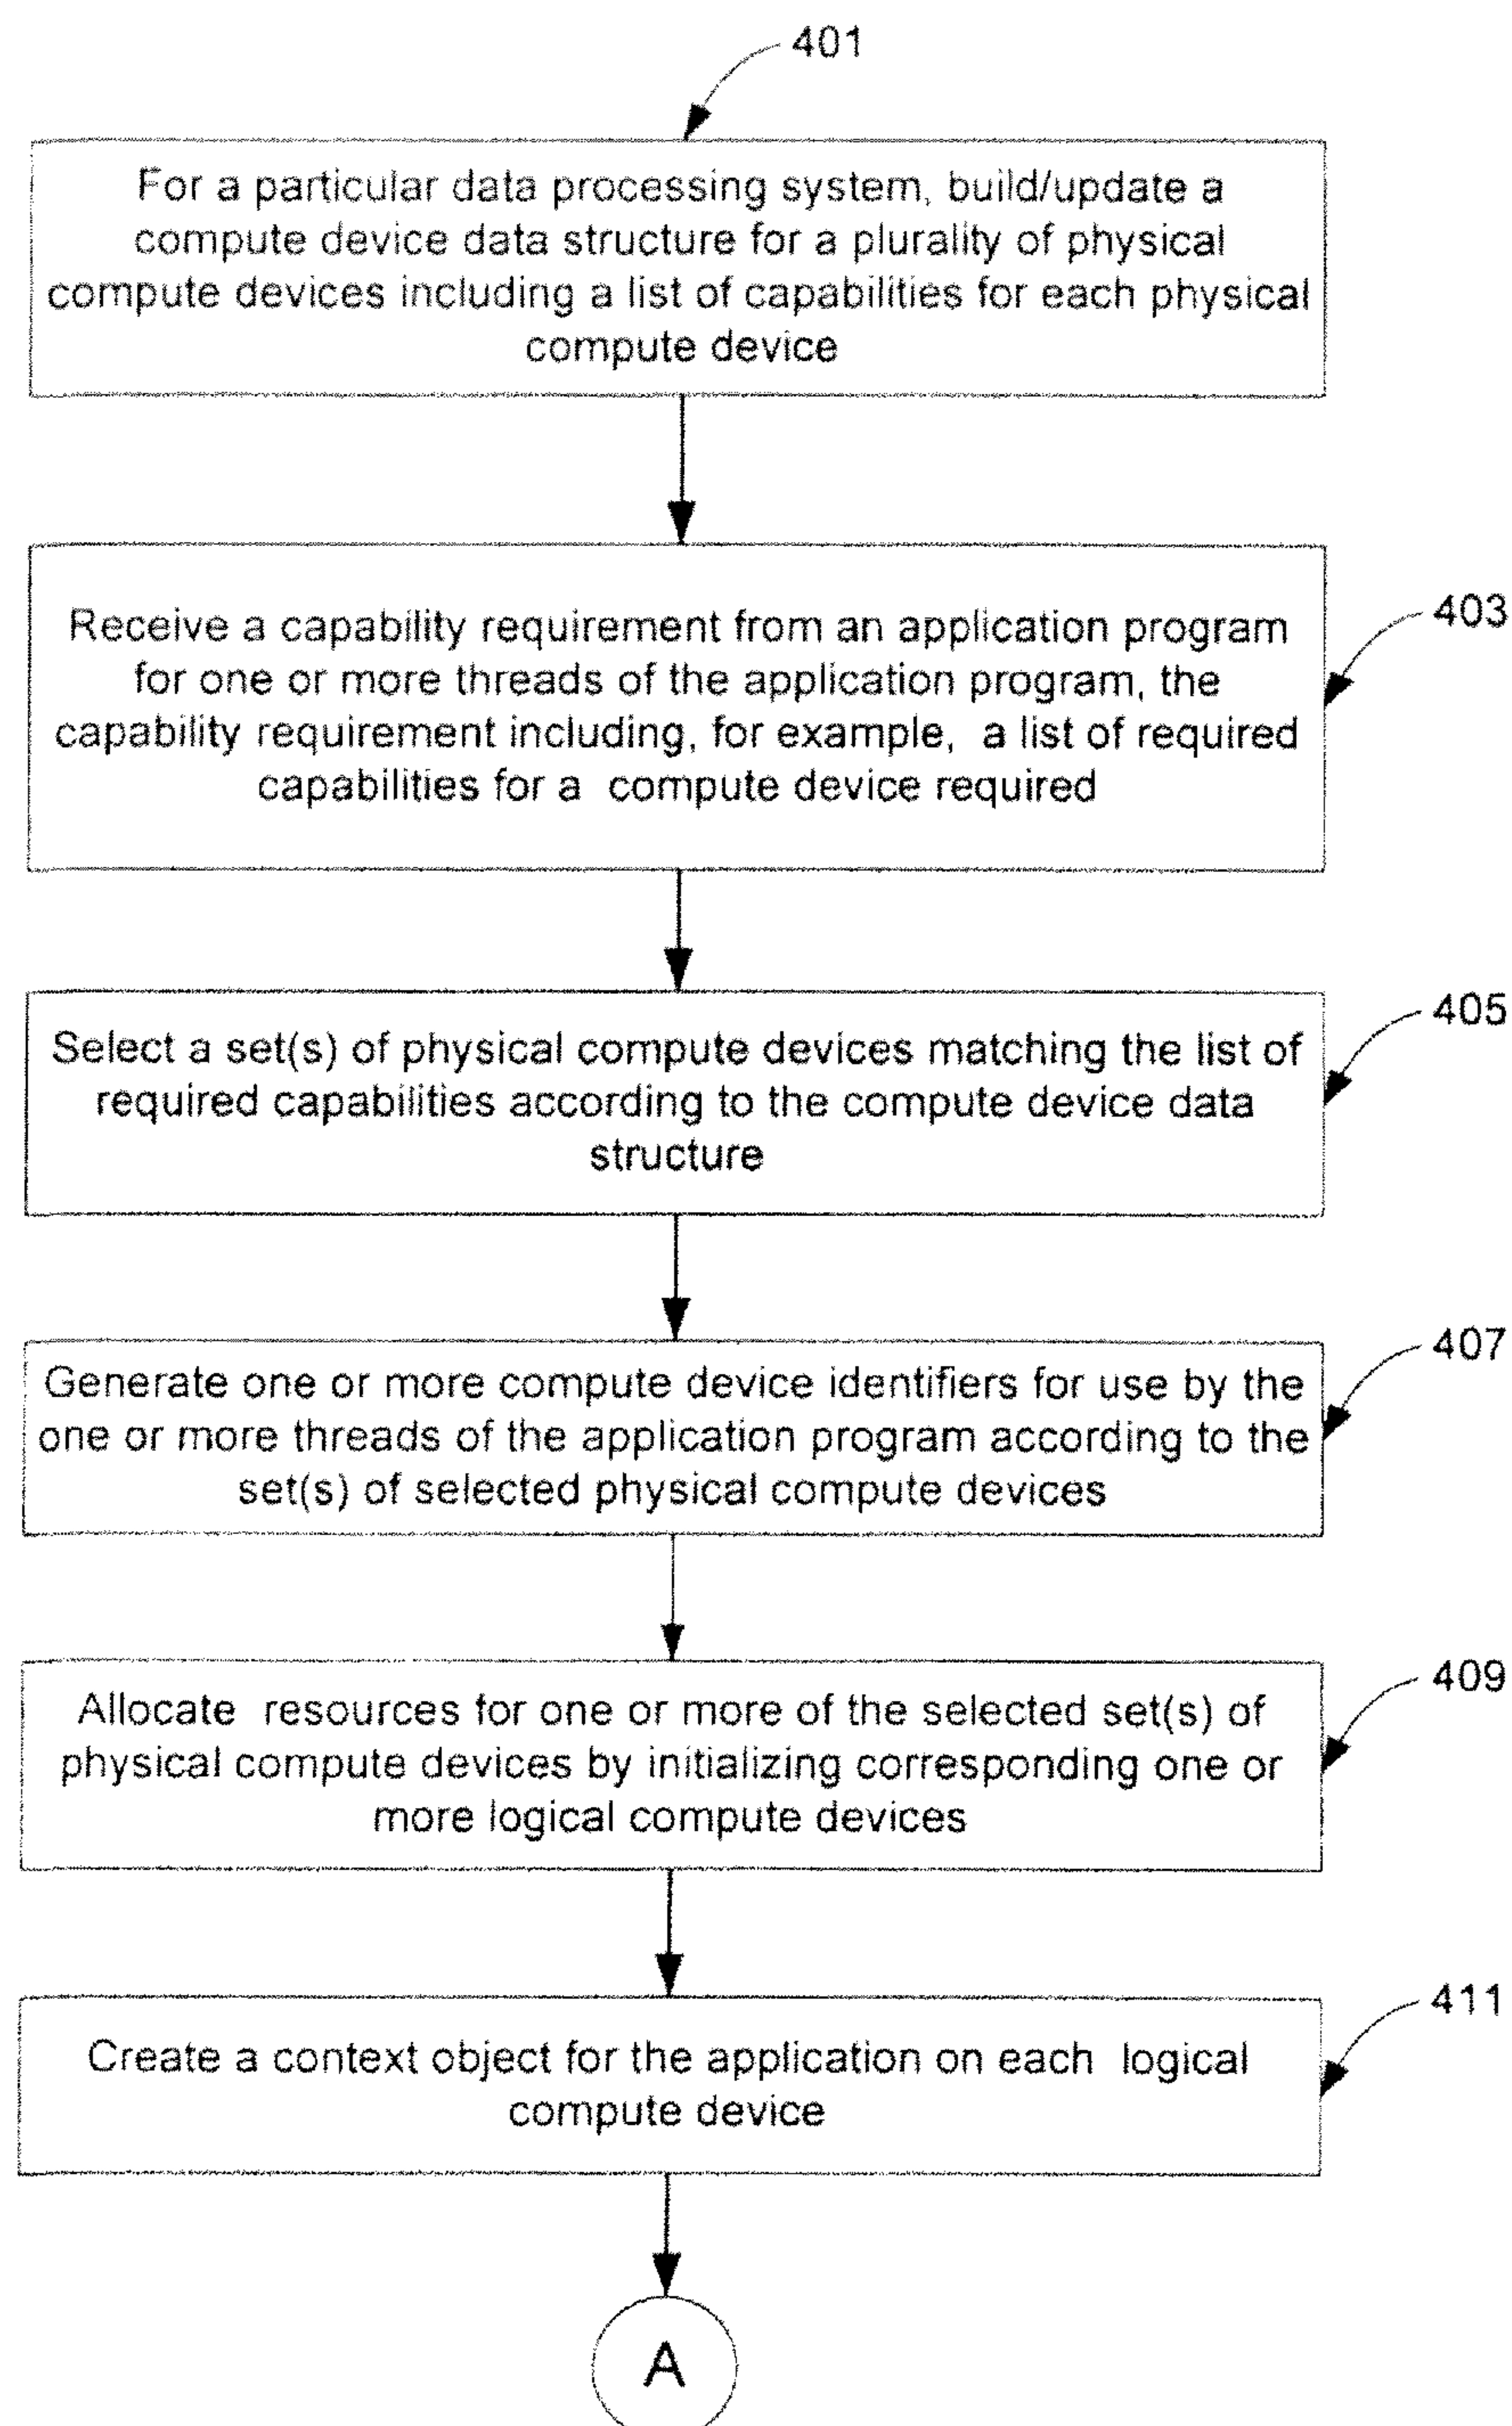 401
For a particular data processing system, build/update a
compute device data structure for a plurality of physical
compute devices including a list of capabilities for each physical
compute device
403
Receive a capability requirement from an application program
for one or more threads of the application program, the
capability requirement including, for example, a list of required
capabilities for a compute device required
405
Select a set(s) of physical compute devices matching the list of
required capabilities according to the compute device data
structure
407
Generate one or more compute device identifiers for use by the
one or more threads of the application program according to the
set(s) of selected physical compute devices
409
Allocate resources for one or more of the selected set(s) of
physical compute devices by initializing corresponding one or
more logical compute devices
411
Create a context object for the application on each logical
compute device
A